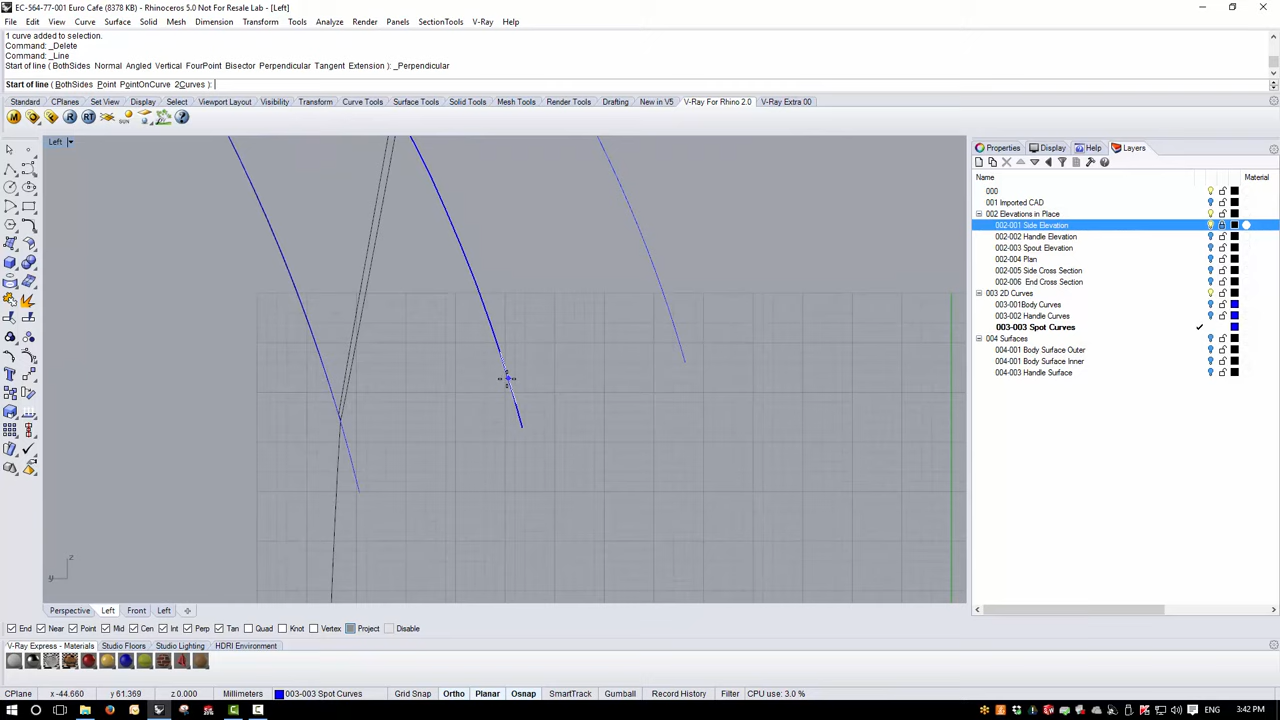 EC-564-77-001 Euro Cafe (8378 KB) - Rhinoceros 5.0 Not For Resale Lab - [Left]
File Edit View Curve Surface Solid Mesh Dimension Transform Tools Analyze Render Panels SectionTools V-Ray Help
1 curve added to selection.
Command: _Delete
Command: _Line
Start of line ( BothSides Normal Angled Vertical FourPoint Bisector Perpendicular Tangent Extension ): _Perpendicular
Start of line ( BothSides Point PointOnCurve 2Curves ):
Standard CPlanes Set View Display Select Viewport Layout Visibility Transform Curve Tools Surface Tools Solid Tools Mesh Tools Render Tools Drafting New in V5 V-Ray For Rhino 2.0 V-Ray Extra 00
Left
Properties Display Help Layers
Name Material
000
001 Imported CAD
002 Elevations in Place
002-001 Side Elevation
002-002 Handle Elevation
002-003 Spout Elevation
002-004 Plan
002-005 Side Cross Section
002-006 End Cross Section
003 2D Curves
003-001Body Curves
003-002 Handle Curves
003-003 Spot Curves
004 Surfaces
004-001 Body Surface Outer
004-001 Body Surface Inner
004-003 Handle Surface
z
y
Perspective Left Front Left
End Near Point Mid Cen Int Perp Tan Quad Knot Vertex Project Disable
V-Ray Express - Materials Studio Floors Studio Lighting HDRI Environment
CPlane x -44.660 y 61.369 z 0.000 Millimeters 003-003 Spot Curves Grid Snap Ortho Planar Osnap SmartTrack Gumball Record History Filter CPU use: 3.0 %
ENG 3:42 PM